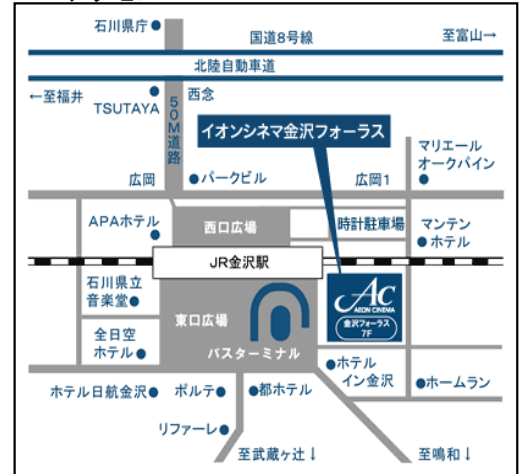 石川県庁
国道8号線
至富山→
北陸自動車道
←至福井
TSUTAYA
50M道路
西念
イオンシネマ金沢フォーラス
マリエール
オークパイン
広岡
パークビル
広岡1
APAホテル
西口広場
時計駐車場
マンテン
ホテル
JR金沢駅
石川県立
音楽堂
AC
AEON CINEMA
金沢フォーラス
7F
東口広場
全日空
ホテル
バスターミナル
ホテル
イン金沢
ホテル日航金沢
ポルテ
都ホテル
ホームラン
リファーレ
至武蔵ヶ辻↓
至鳴和↓